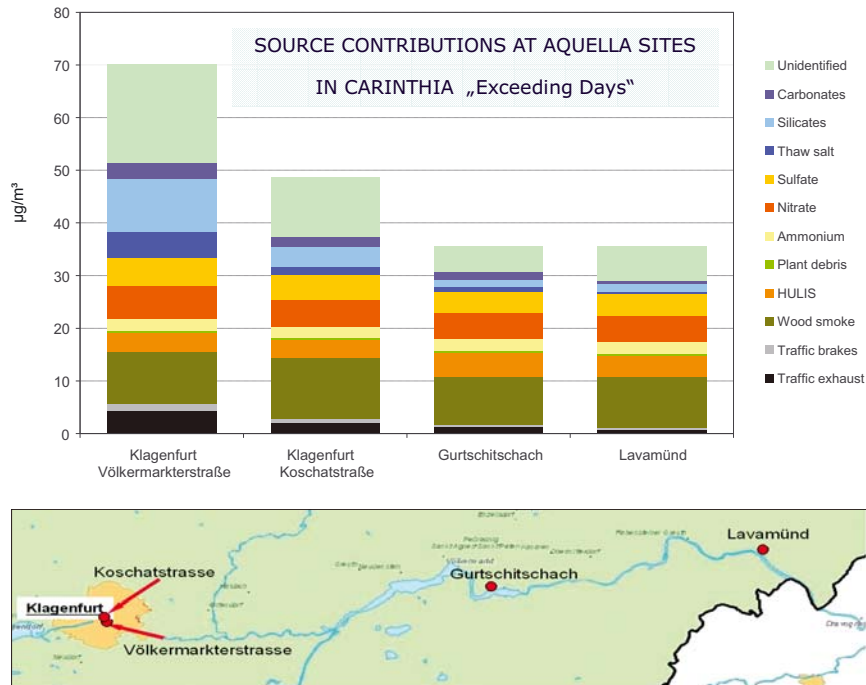 80
70
60
50
40
30
20
10
0
µg/m³
SOURCE CONTRIBUTIONS AT AQUELLA SITES
IN CARINTHIA „Exceeding Days“
Unidentified
Carbonates
Silicates
Thaw salt
Sulfate
Nitrate
Ammonium
Plant debris
HULIS
Wood smoke
Traffic brakes
Traffic exhaust
Klagenfurt
Völkermarkterstraße
Klagenfurt
Koschatstraße
Gurtschitschach
Lavamünd
Lavamünd
Koschatstrasse
Gurtschitschach
Klagenfurt
Völkermarkterstrasse